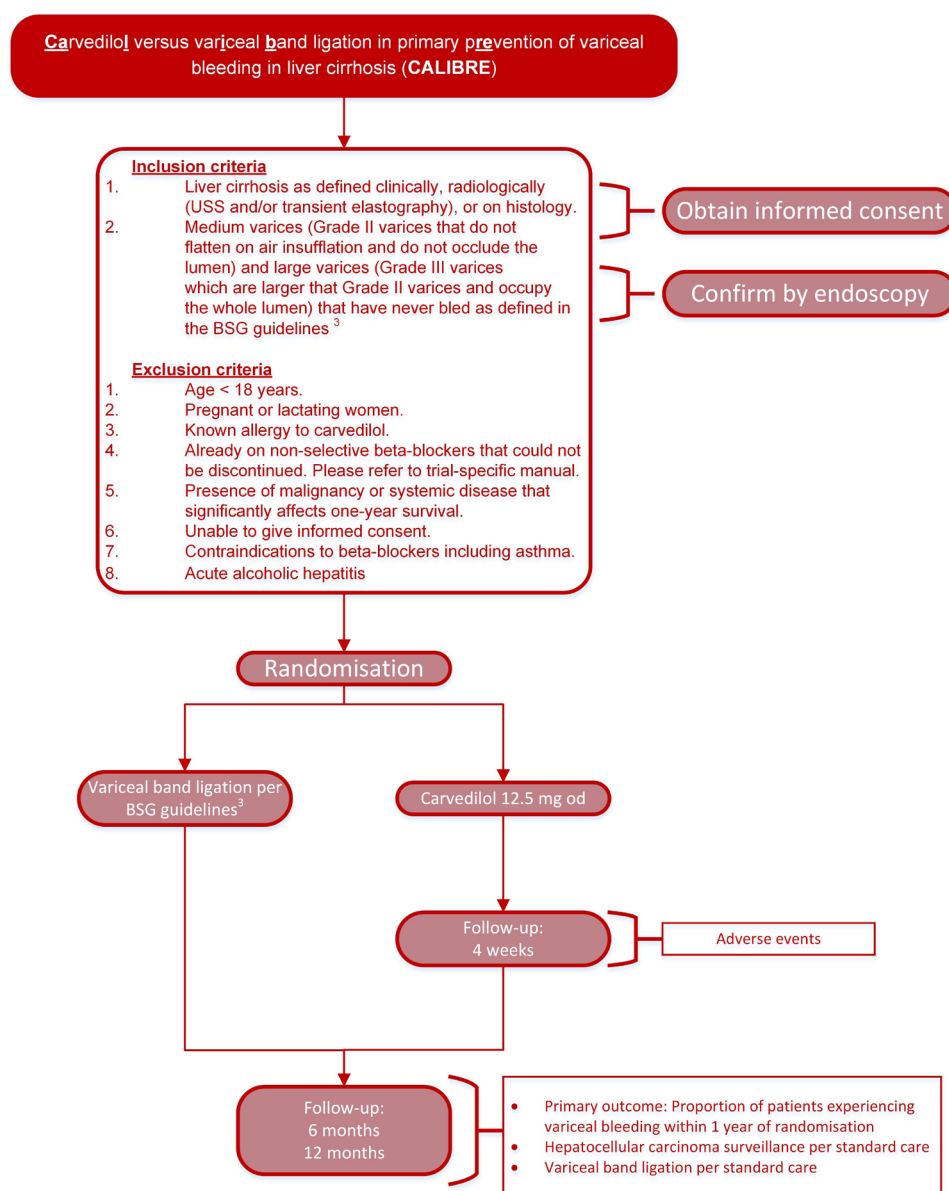 Carvedilol versus variceal band ligation in primary prevention of variceal
bleeding in liver cirrhosis (CALIBRE)
Inclusion criteria
1. Liver cirrhosis as defined clinically, radiologically
(USS and/or transient elastography), or on histology.
2. Medium varices (Grade II varices that do not
flatten on air insufflation and do not occlude the
lumen) and large varices (Grade III varices
which are larger that Grade II varices and occupy
the whole lumen) that have never bled as defined in
the BSG guidelines 3
Obtain informed consent
Confirm by endoscopy
Exclusion criteria
1. Age < 18 years.
2. Pregnant or lactating women.
3. Known allergy to carvedilol.
4. Already on non-selective beta-blockers that could not
be discontinued. Please refer to trial-specific manual.
5. Presence of malignancy or systemic disease that
significantly affects one-year survival.
6. Unable to give informed consent.
7. Contraindications to beta-blockers including asthma.
8. Acute alcoholic hepatitis
Randomisation
Variceal band ligation per
BSG guidelines3
Carvedilol 12.5 mg od
Follow-up:
4 weeks
Adverse events
Follow-up:
6 months
12 months
• Primary outcome: Proportion of patients experiencing
variceal bleeding within 1 year of randomisation
• Hepatocellular carcinoma surveillance per standard care
• Variceal band ligation per standard care